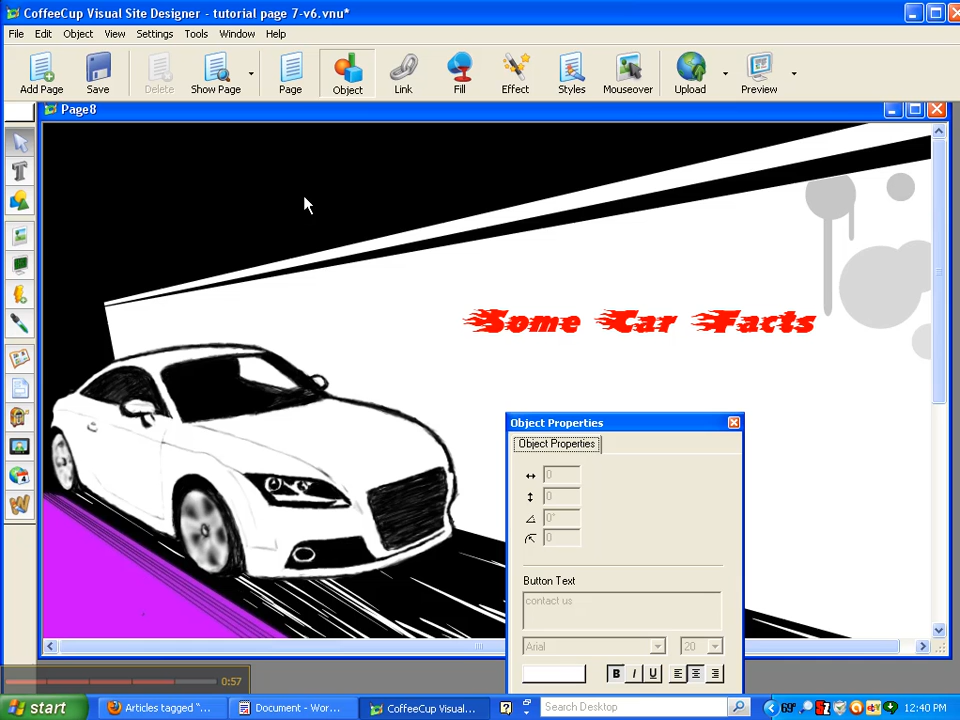 CoffeeCup Visual Site Designer - tutorial page 7-v6.vnu*
File Edit Object View Settings Tools Window Help
Add Page Save Delete Show Page Page Object Link Fill Effect Styles Mouseover Upload Preview
Page8
Some Car Facts
Object Properties
Object Properties
0
0
0°
0
Button Text
contact us
Arial 20
B I U
0:57
start Articles tagged “... Document - Wor... CoffeeCup Visual... Search Desktop 69° 12:40 PM